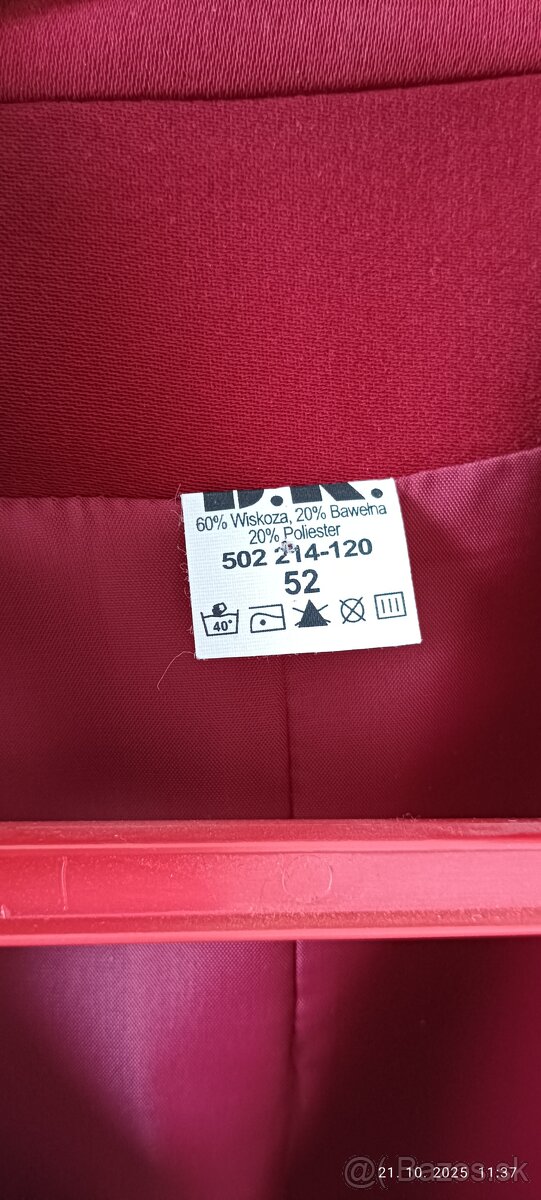 D.K.
60% Wiskoza, 20% Bawełna
20% Poliester
502 214-120
52
40°
21. 10. 2025 11:37
@Bazos.sk